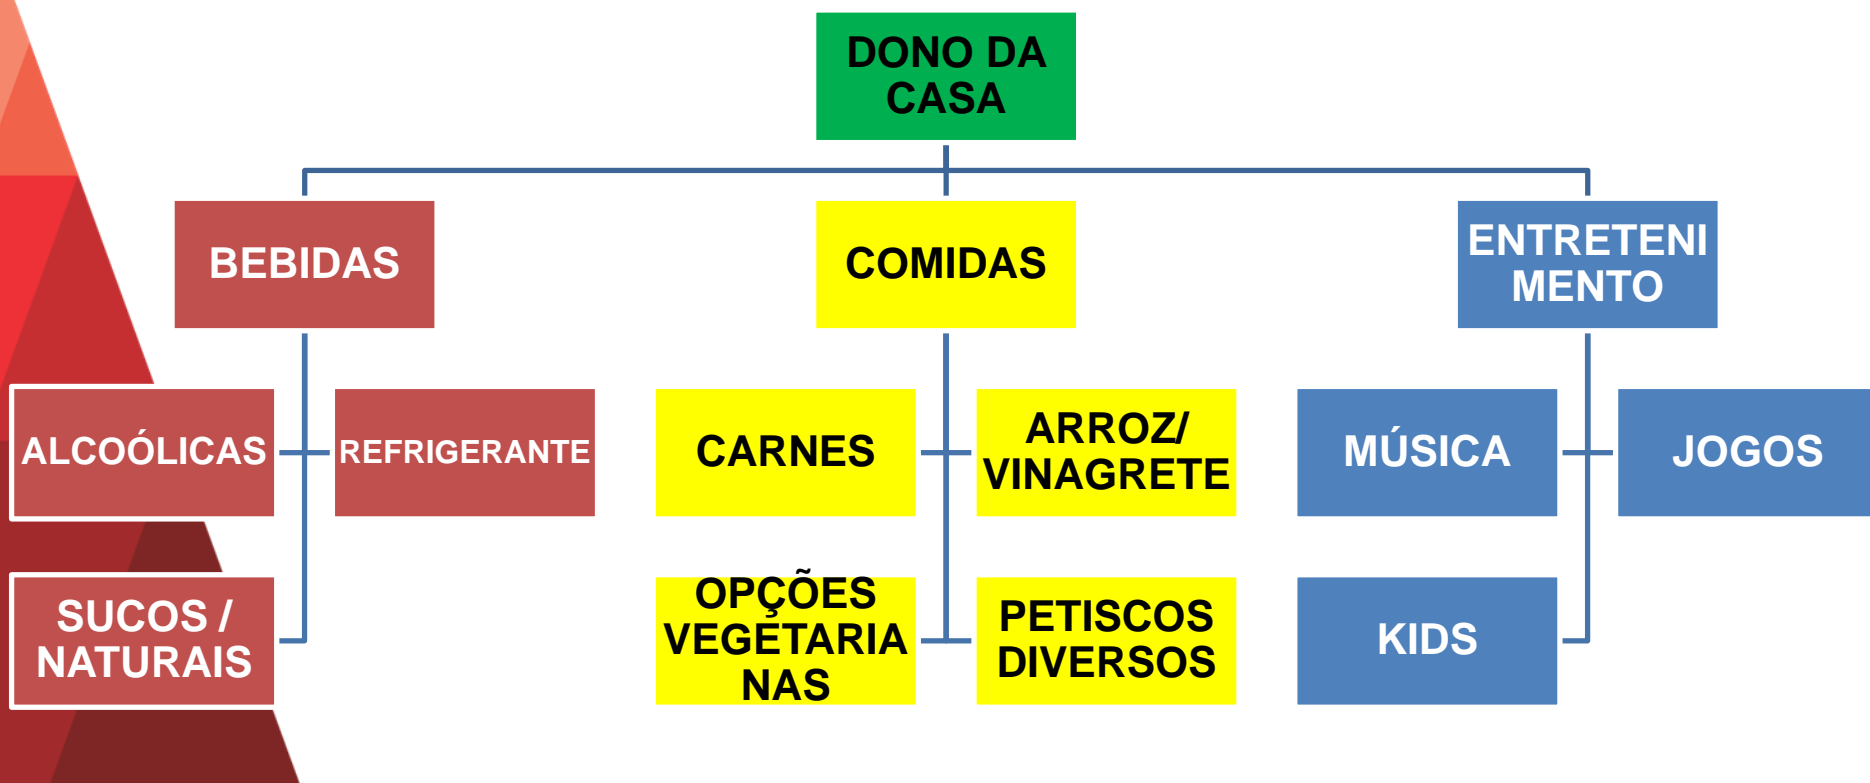 DONO DA
CASA
BEBIDAS
COMIDAS
ENTRETENI
MENTO
ALCOÓLICAS
REFRIGERANTE
CARNES
ARROZ/
VINAGRETE
MÚSICA
JOGOS
SUCOS /
NATURAIS
OPÇÕES
VEGETARIA
NAS
PETISCOS
DIVERSOS
KIDS